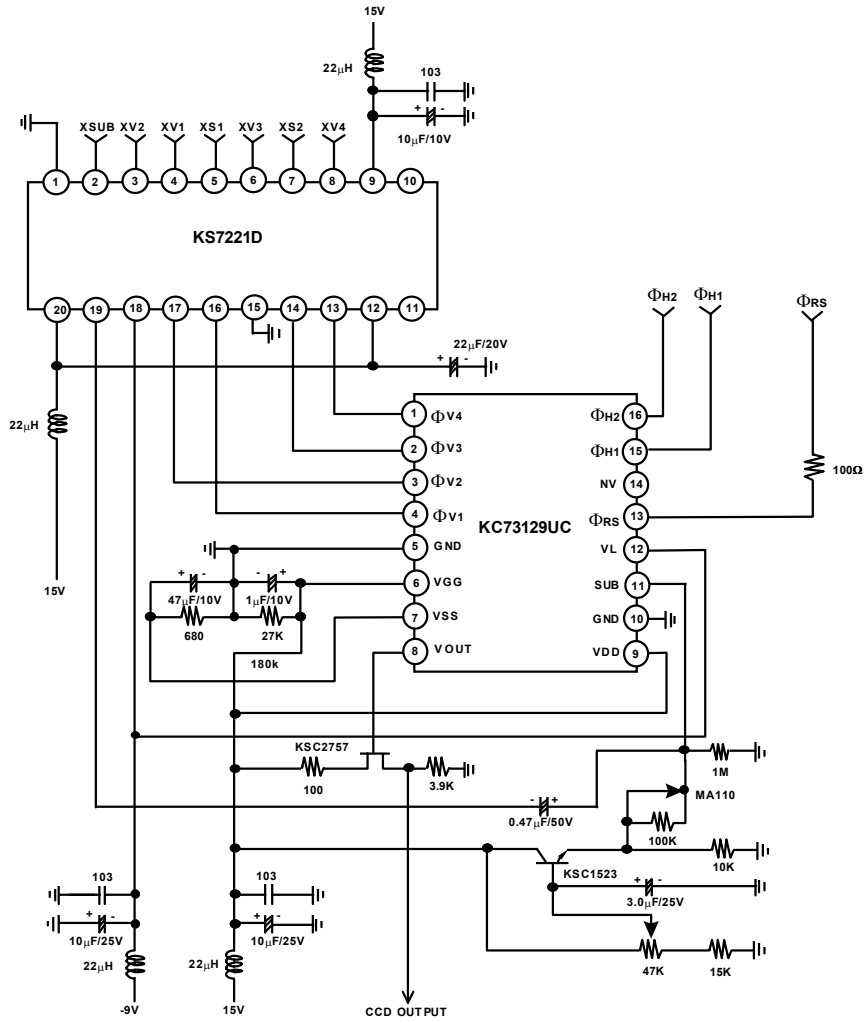 15V
22μH
103
+ -
10μF/10V
XSUB XV2 XV1 XS1 XV3 XS2 XV4
1 2 3 4 5 6 7 8 9 10
KS7221D
20 19 18 17 16 15 14 13 12 11
ΦH2 ΦH1 ΦRS
22μF/20V
+ -
22μH
15V
1 ΦV4
2 ΦV3
3 ΦV2
4 ΦV1
5 GND
6 VGG
7 VSS
8 VOUT
KC73129UC
ΦH2 16
ΦH1 15
NV 14
ΦRS 13
VL 12
SUB 11
GND 10
VDD 9
100Ω
+ - - +
47μF/10V 1μF/10V
680 27K
180k
KSC2757
100
3.9K
1M
MA110
- +
0.47μF/50V
100K
10K
KSC1523
+ -
3.0μF/25V
47K 15K
103
+ -
10μF/25V
22μH
-9V
103
+ -
10μF/25V
22μH
15V
CCD OUTPUT